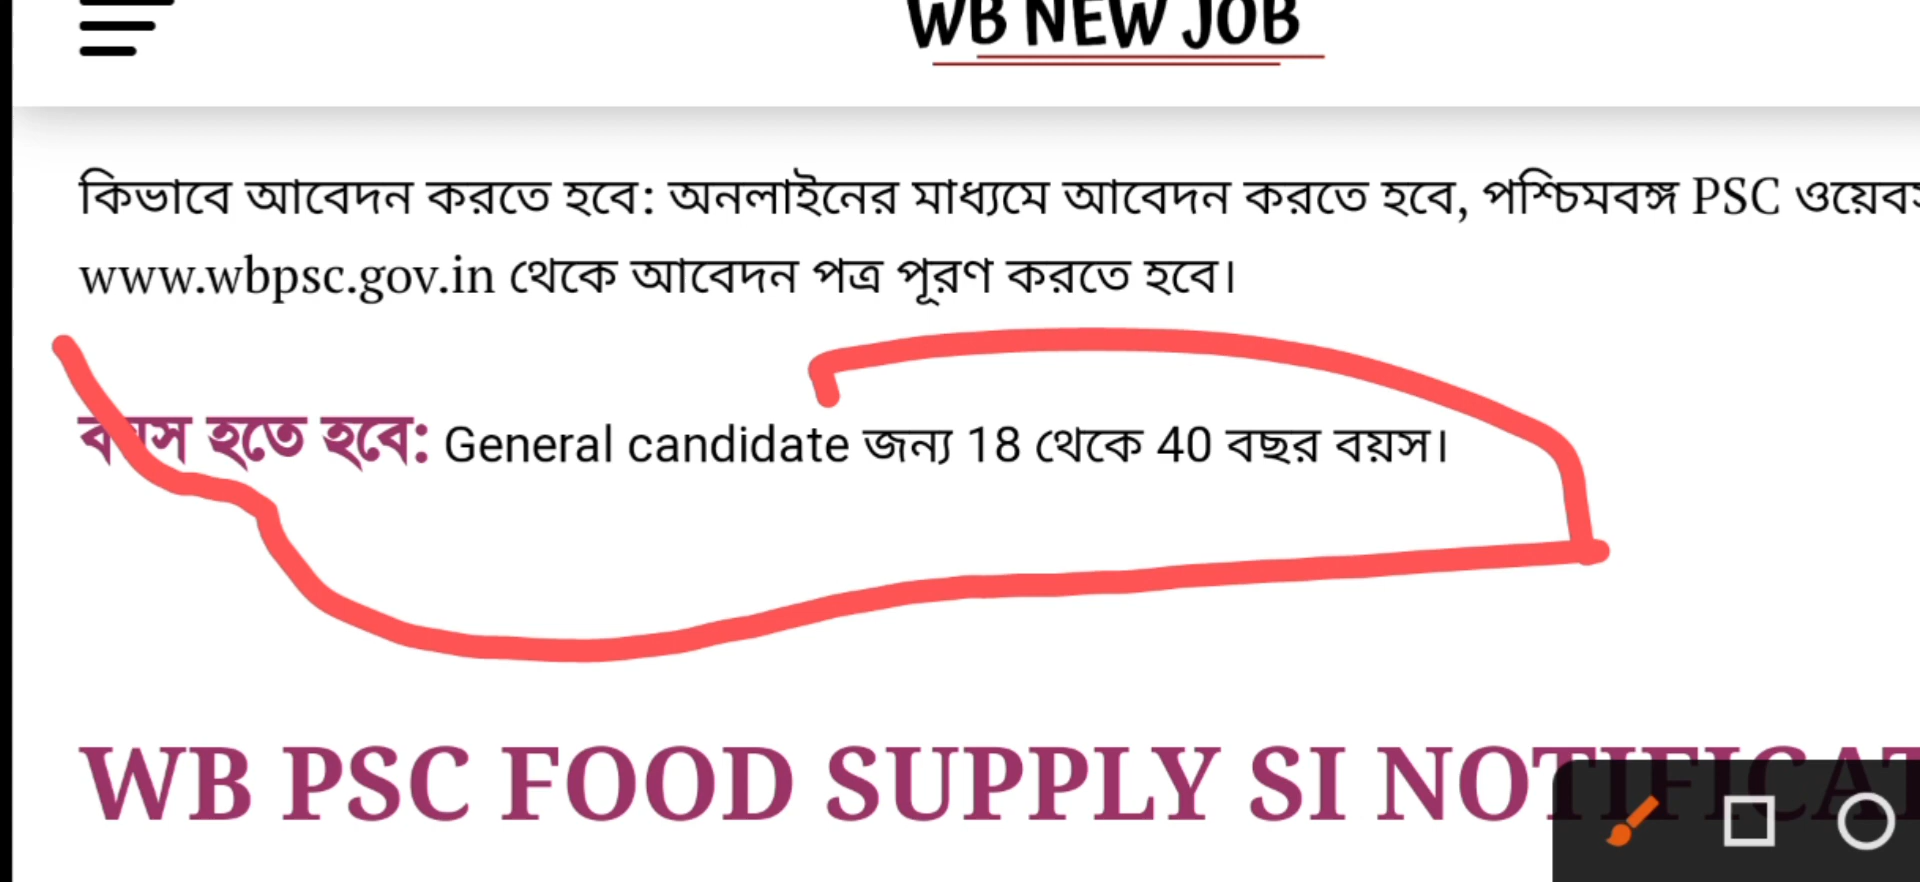 WB NEW JOB
কিভাবে আবেদন করতে হবে: অনলাইনের মাধ্যমে আবেদন করতে হবে, পশ্চিমবঙ্গ PSC
www.wbpsc.gov.in থেকে আবেদন পত্র পূরণ করতে হবে।
বয়স হতে হবে: General candidate জন্য 18 থেকে 40 বছর বয়স।
WB PSC FOOD SUPPLY SI